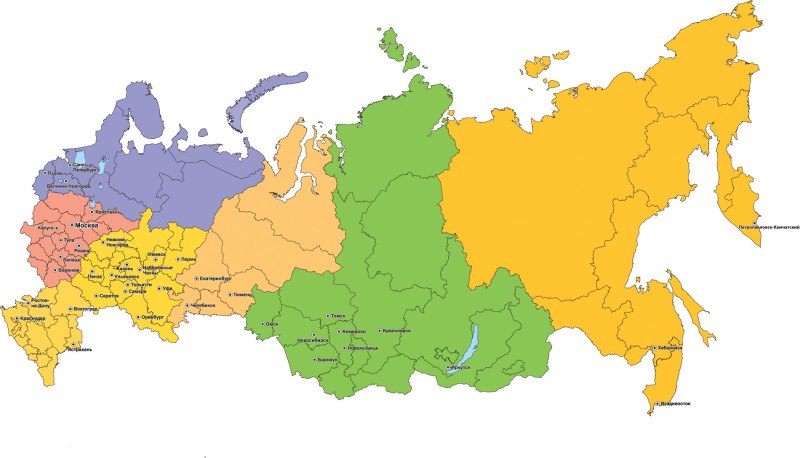 Санкт-
Петербург
Псков
Великий Новгород
Ярославль
Москва
Калуга
Тула
Рязань
Липецк
Воронеж
Нижний
Новгород
Ижевск
Пермь
Казань
Набережные
Челны
Пенза
Ульяновск
Тольятти
Самара
Уфа
Саратов
Оренбург
Ростов-
на-Дону
Волгоград
Краснодар
Астрахань
Екатеринбург
Тюмень
Челябинск
Омск
Томск
Новосибирск
Кемерово
Красноярск
Новокузнецк
Барнаул
Иркутск
Петропавловск-Камчатский
Хабаровск
Владивосток